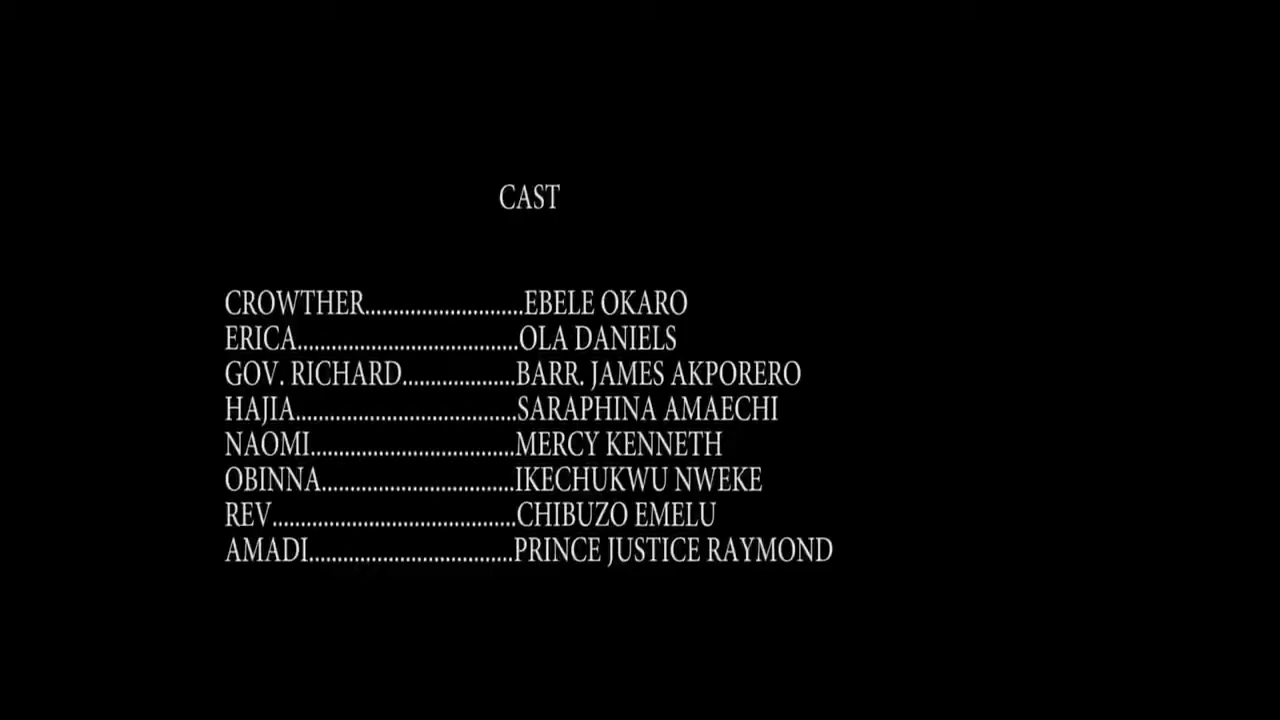 CAST
CROWTHER............................EBELE OKARO
ERICA.......................................OLA DANIELS
GOV. RICHARD....................BARR. JAMES AKPORERO
HAJIA.......................................SARAPHINA AMAECHI
NAOMI....................................MERCY KENNETH
OBINNA..................................IKECHUKWU NWEKE
REV...........................................CHIBUZO EMELU
AMADI....................................PRINCE JUSTICE RAYMOND